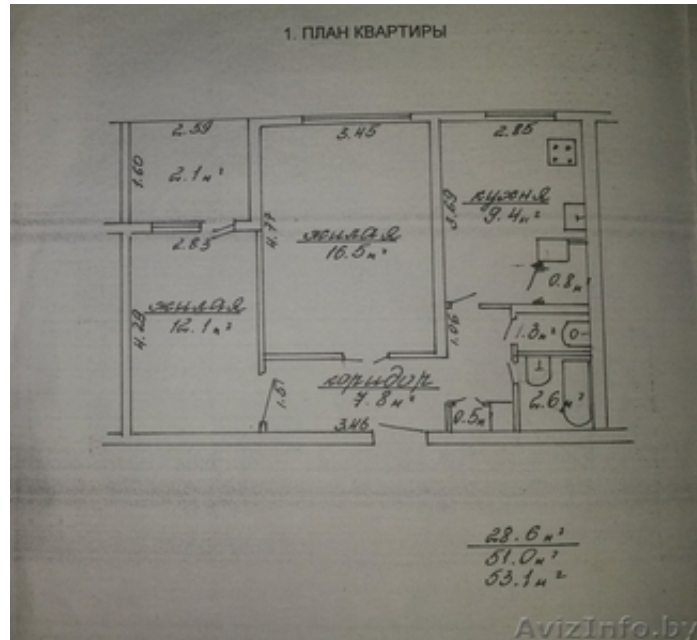 1. ПЛАН КВАРТИРЫ
2.59
1.60
2.1м²
3.45
4.77
жилая
16.5м²
2.85
3.69
кухня
9.4м²
0.8м²
2.83
жилая
12.1м²
4.29
1.06
1.3м²
коридор
7.8м²
1.51
3.46
0.5м
2.6м²
28.6м²
51.0м²
53.1м²
AvizInfo.by